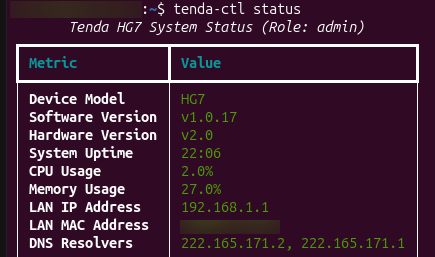 :~$ tenda-ctl status
Tenda HG7 System Status (Role: admin)
Metric Value
Device Model HG7
Software Version v1.0.17
Hardware Version v2.0
System Uptime 22:06
CPU Usage 2.0%
Memory Usage 27.0%
LAN IP Address 192.168.1.1
LAN MAC Address
DNS Resolvers 222.165.171.2, 222.165.171.1